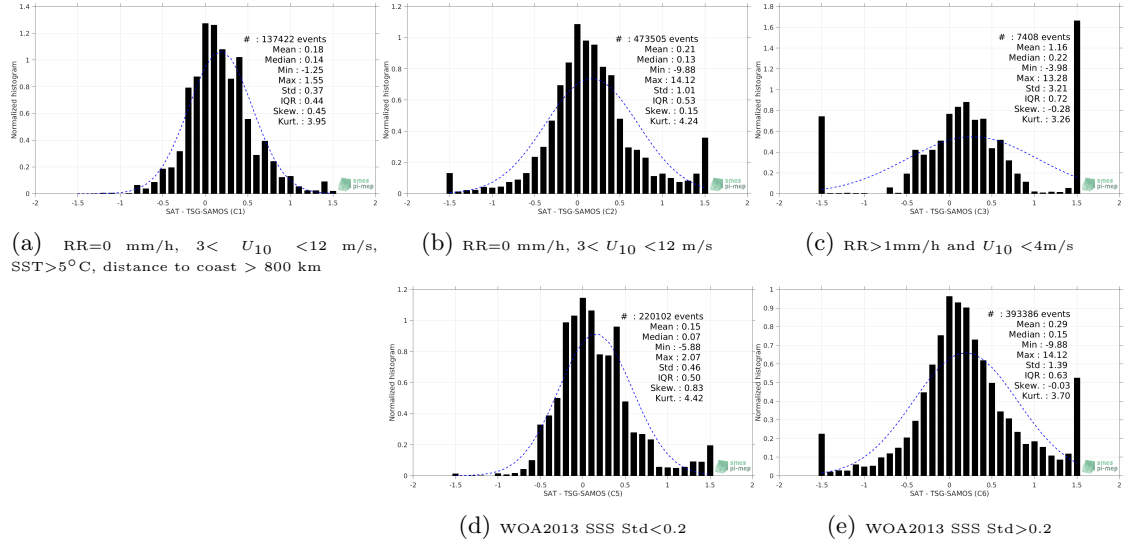 1.4
1.2
1
0.8
0.6
0.4
0.2
0
Normalized histogram
# : 137422 events
Mean : 0.18
Median : 0.14
Min : -1.25
Max : 1.55
Std : 0.37
IQR : 0.44
Skew. : 0.45
Kurt. : 3.95
smos
pi-mep
-2 -1.5 -1 -0.5 0 0.5 1 1.5 2
SAT - TSG-SAMOS (C1)
(a) RR=0 mm/h, 3< U10 <12 m/s,
SST>5°C, distance to coast > 800 km
1.2
1
0.8
0.6
0.4
0.2
0
Normalized histogram
# : 473505 events
Mean : 0.21
Median : 0.13
Min : -9.88
Max : 14.12
Std : 1.01
IQR : 0.53
Skew. : 0.15
Kurt. : 4.24
smos
pi-mep
-2 -1.5 -1 -0.5 0 0.5 1 1.5 2
SAT - TSG-SAMOS (C2)
(b) RR=0 mm/h, 3< U10 <12 m/s
1.8
1.6
1.4
1.2
1
0.8
0.6
0.4
0.2
0
Normalized histogram
# : 7408 events
Mean : 1.16
Median : 0.22
Min : -3.98
Max : 13.28
Std : 3.21
IQR : 0.72
Skew. : -0.28
Kurt. : 3.26
smos
pi-mep
-2 -1.5 -1 -0.5 0 0.5 1 1.5 2
SAT - TSG-SAMOS (C3)
(c) RR>1mm/h and U10 <4m/s
1.2
1
0.8
0.6
0.4
0.2
0
Normalized histogram
# : 220102 events
Mean : 0.15
Median : 0.07
Min : -5.88
Max : 2.07
Std : 0.46
IQR : 0.50
Skew. : 0.83
Kurt. : 4.42
smos
pi-mep
-2 -1.5 -1 -0.5 0 0.5 1 1.5 2
SAT - TSG-SAMOS (C5)
(d) WOA2013 SSS Std<0.2
1
0.9
0.8
0.7
0.6
0.5
0.4
0.3
0.2
0.1
0
Normalized histogram
# : 393386 events
Mean : 0.29
Median : 0.15
Min : -9.88
Max : 14.12
Std : 1.39
IQR : 0.63
Skew. : -0.03
Kurt. : 3.70
smos
pi-mep
-2 -1.5 -1 -0.5 0 0.5 1 1.5 2
SAT - TSG-SAMOS (C6)
(e) WOA2013 SSS Std>0.2